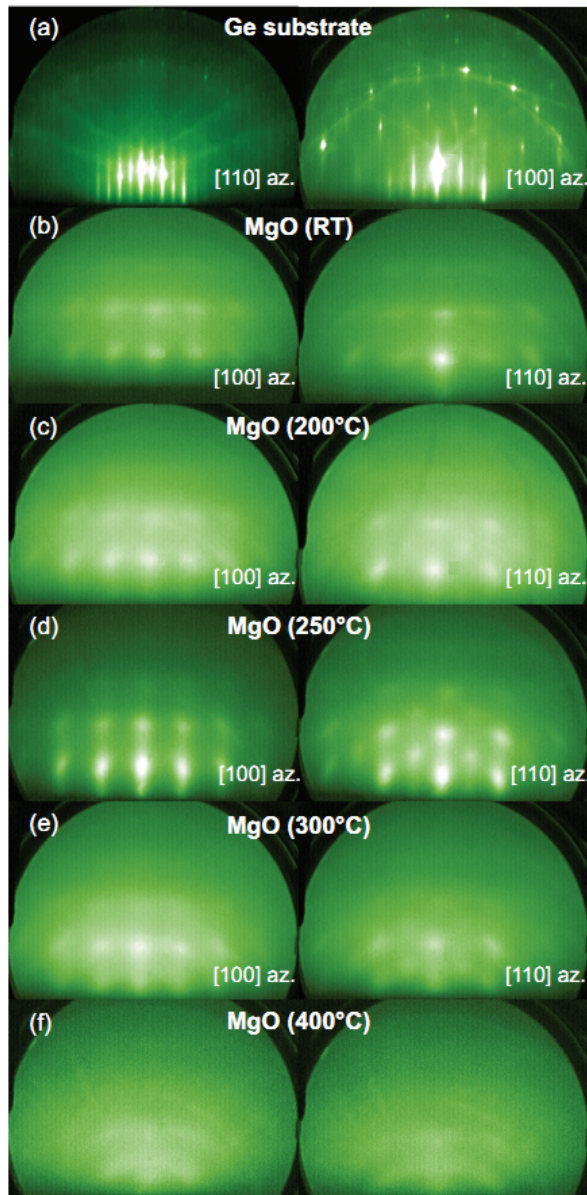 (a) Ge substrate
[110] az. [100] az.
(b) MgO (RT)
[100] az. [110] az.
(c) MgO (200°C)
[100] az. [110] az.
(d) MgO (250°C)
[100] az. [110] az.
(e) MgO (300°C)
[100] az. [110] az.
(f) MgO (400°C)